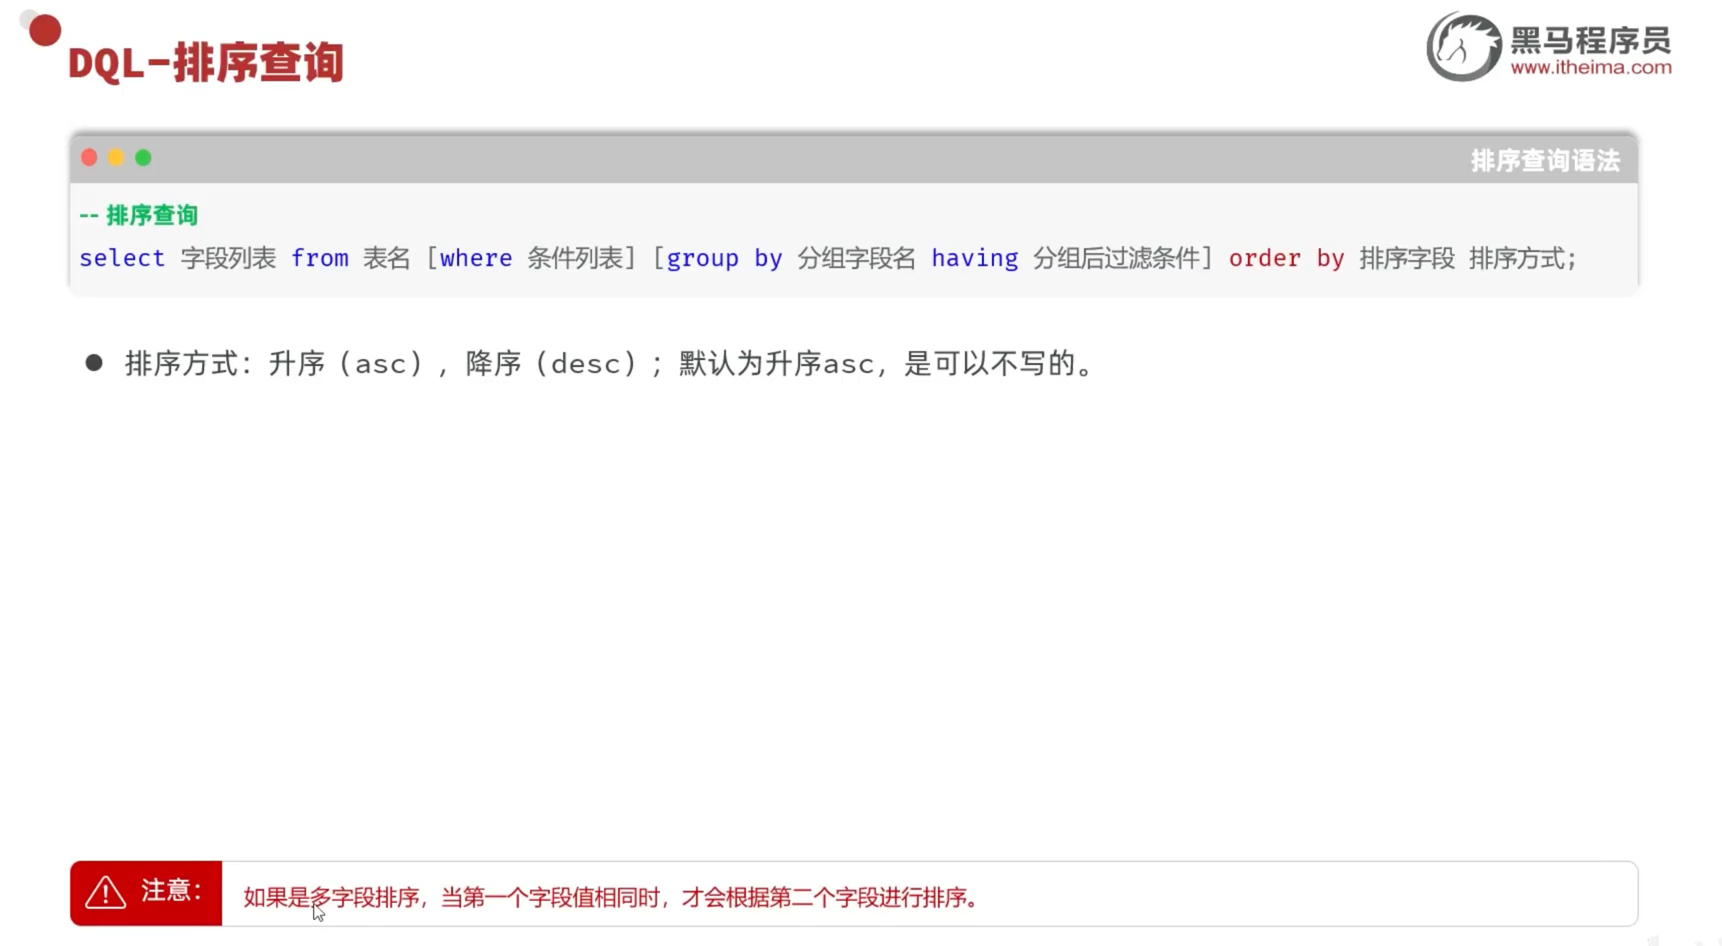 DQL-排序查询
黑马程序员
www.itheima.com
排序查询语法
-- 排序查询
select 字段列表 from 表名 [where 条件列表] [group by 分组字段名 having 分组后过滤条件] order by 排序字段 排序方式;
● 排序方式：升序（asc），降序（desc）；默认为升序asc，是可以不写的。
注意：
如果是多字段排序，当第一个字段值相同时，才会根据第二个字段进行排序。